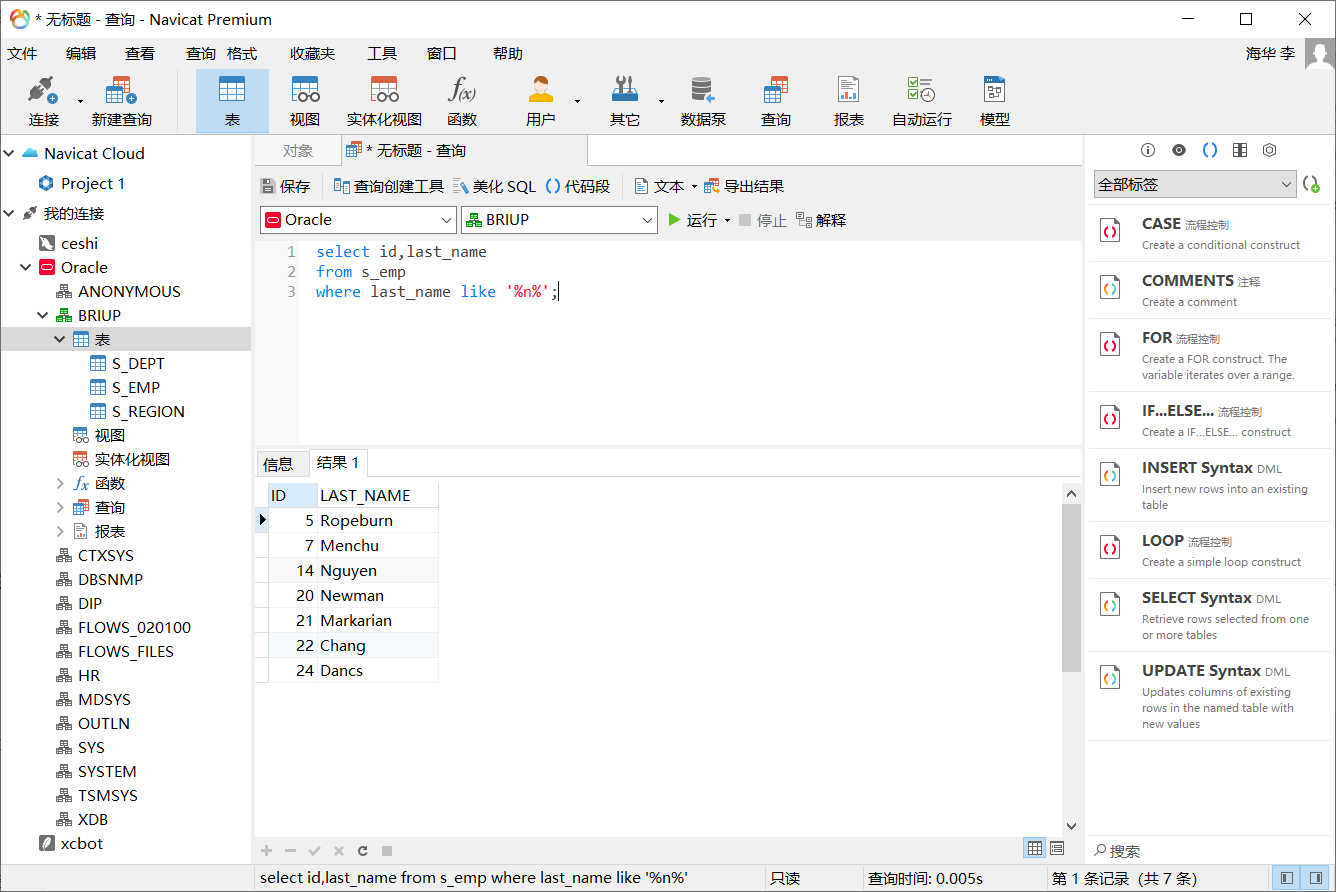 * 无标题 - 查询 - Navicat Premium
文件 编辑 查看 查询 格式 收藏夹 工具 窗口 帮助 海华 李
连接 新建查询 表 视图 实体化视图 函数 用户 其它 数据泵 查询 报表 自动运行 模型
Navicat Cloud
Project 1
我的连接
ceshi
Oracle
ANONYMOUS
BRIUP
表
S_DEPT
S_EMP
S_REGION
视图
实体化视图
函数
查询
报表
CTXSYS
DBSNMP
DIP
FLOWS_020100
FLOWS_FILES
HR
MDSYS
OUTLN
SYS
SYSTEM
TSMSYS
XDB
xcbot
对象 * 无标题 - 查询
保存 查询创建工具 美化 SQL () 代码段 文本 导出结果
Oracle BRIUP 运行 停止 解释
1 select id,last_name
2 from s_emp
3 where last_name like '%n%';
信息 结果 1
ID LAST_NAME
5 Ropeburn
7 Menchu
14 Nguyen
20 Newman
21 Markarian
22 Chang
24 Dancs
全部标签
CASE 流程控制
Create a conditional construct
COMMENTS 注释
Create a comment
FOR 流程控制
Create a FOR construct. The
variable iterates over a range.
IF...ELSE... 流程控制
Create a IF...ELSE... construct
INSERT Syntax DML
Insert new rows into an existing
table
LOOP 流程控制
Create a simple loop construct
SELECT Syntax DML
Retrieve rows selected from one
or more tables
UPDATE Syntax DML
Updates columns of existing
rows in the named table with
new values
搜索
select id,last_name from s_emp where last_name like '%n%' 只读 查询时间: 0.005s 第 1 条记录 (共 7 条)